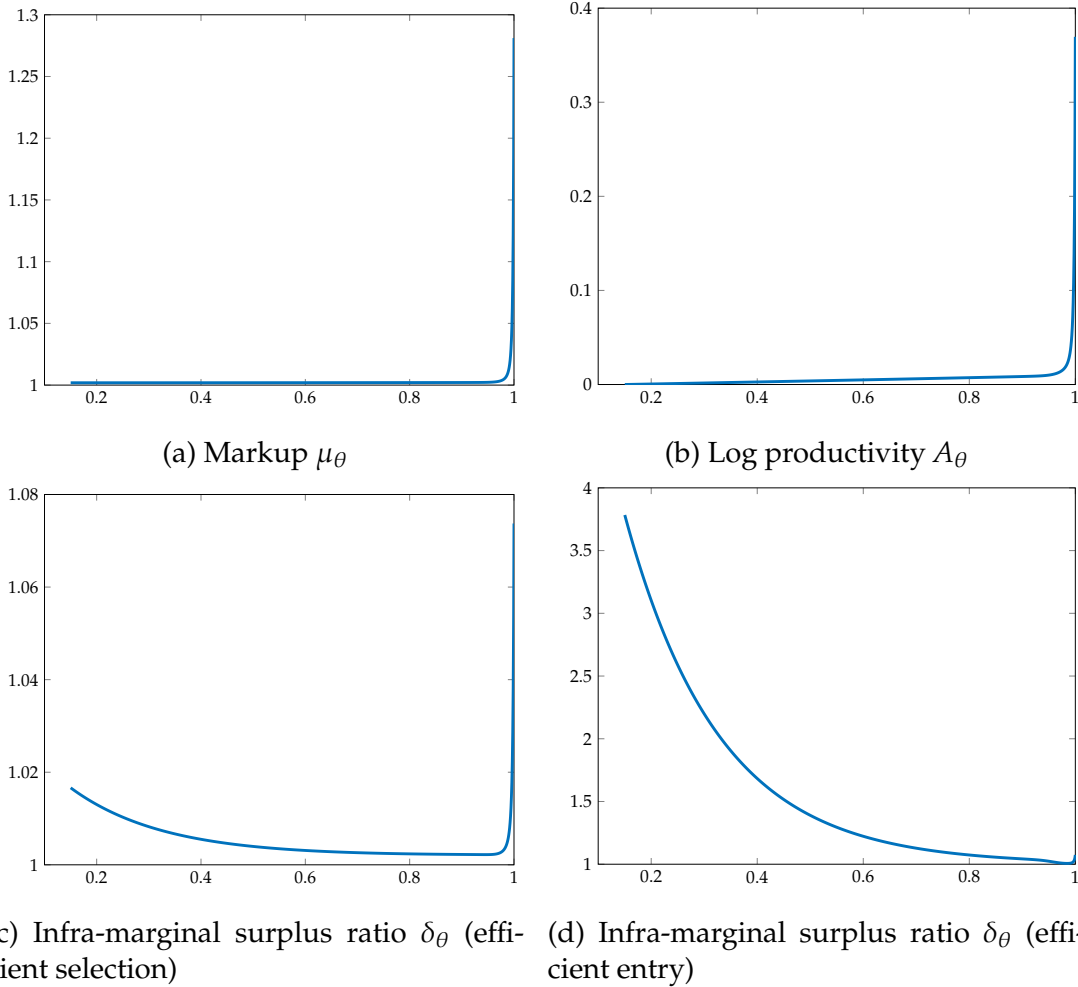 1.3
1.25
1.2
1.15
1.1
1.05
1
0.2 0.4 0.6 0.8 1
(a) Markup μθ
0.4
0.3
0.2
0.1
0
0.2 0.4 0.6 0.8 1
(b) Log productivity Aθ
1.08
1.06
1.04
1.02
1
0.2 0.4 0.6 0.8 1
c) Infra-marginal surplus ratio δθ (effi-
ient selection)
4
3.5
3
2.5
2
1.5
1
0.2 0.4 0.6 0.8 1
(d) Infra-marginal surplus ratio δθ (effi-
cient entry)